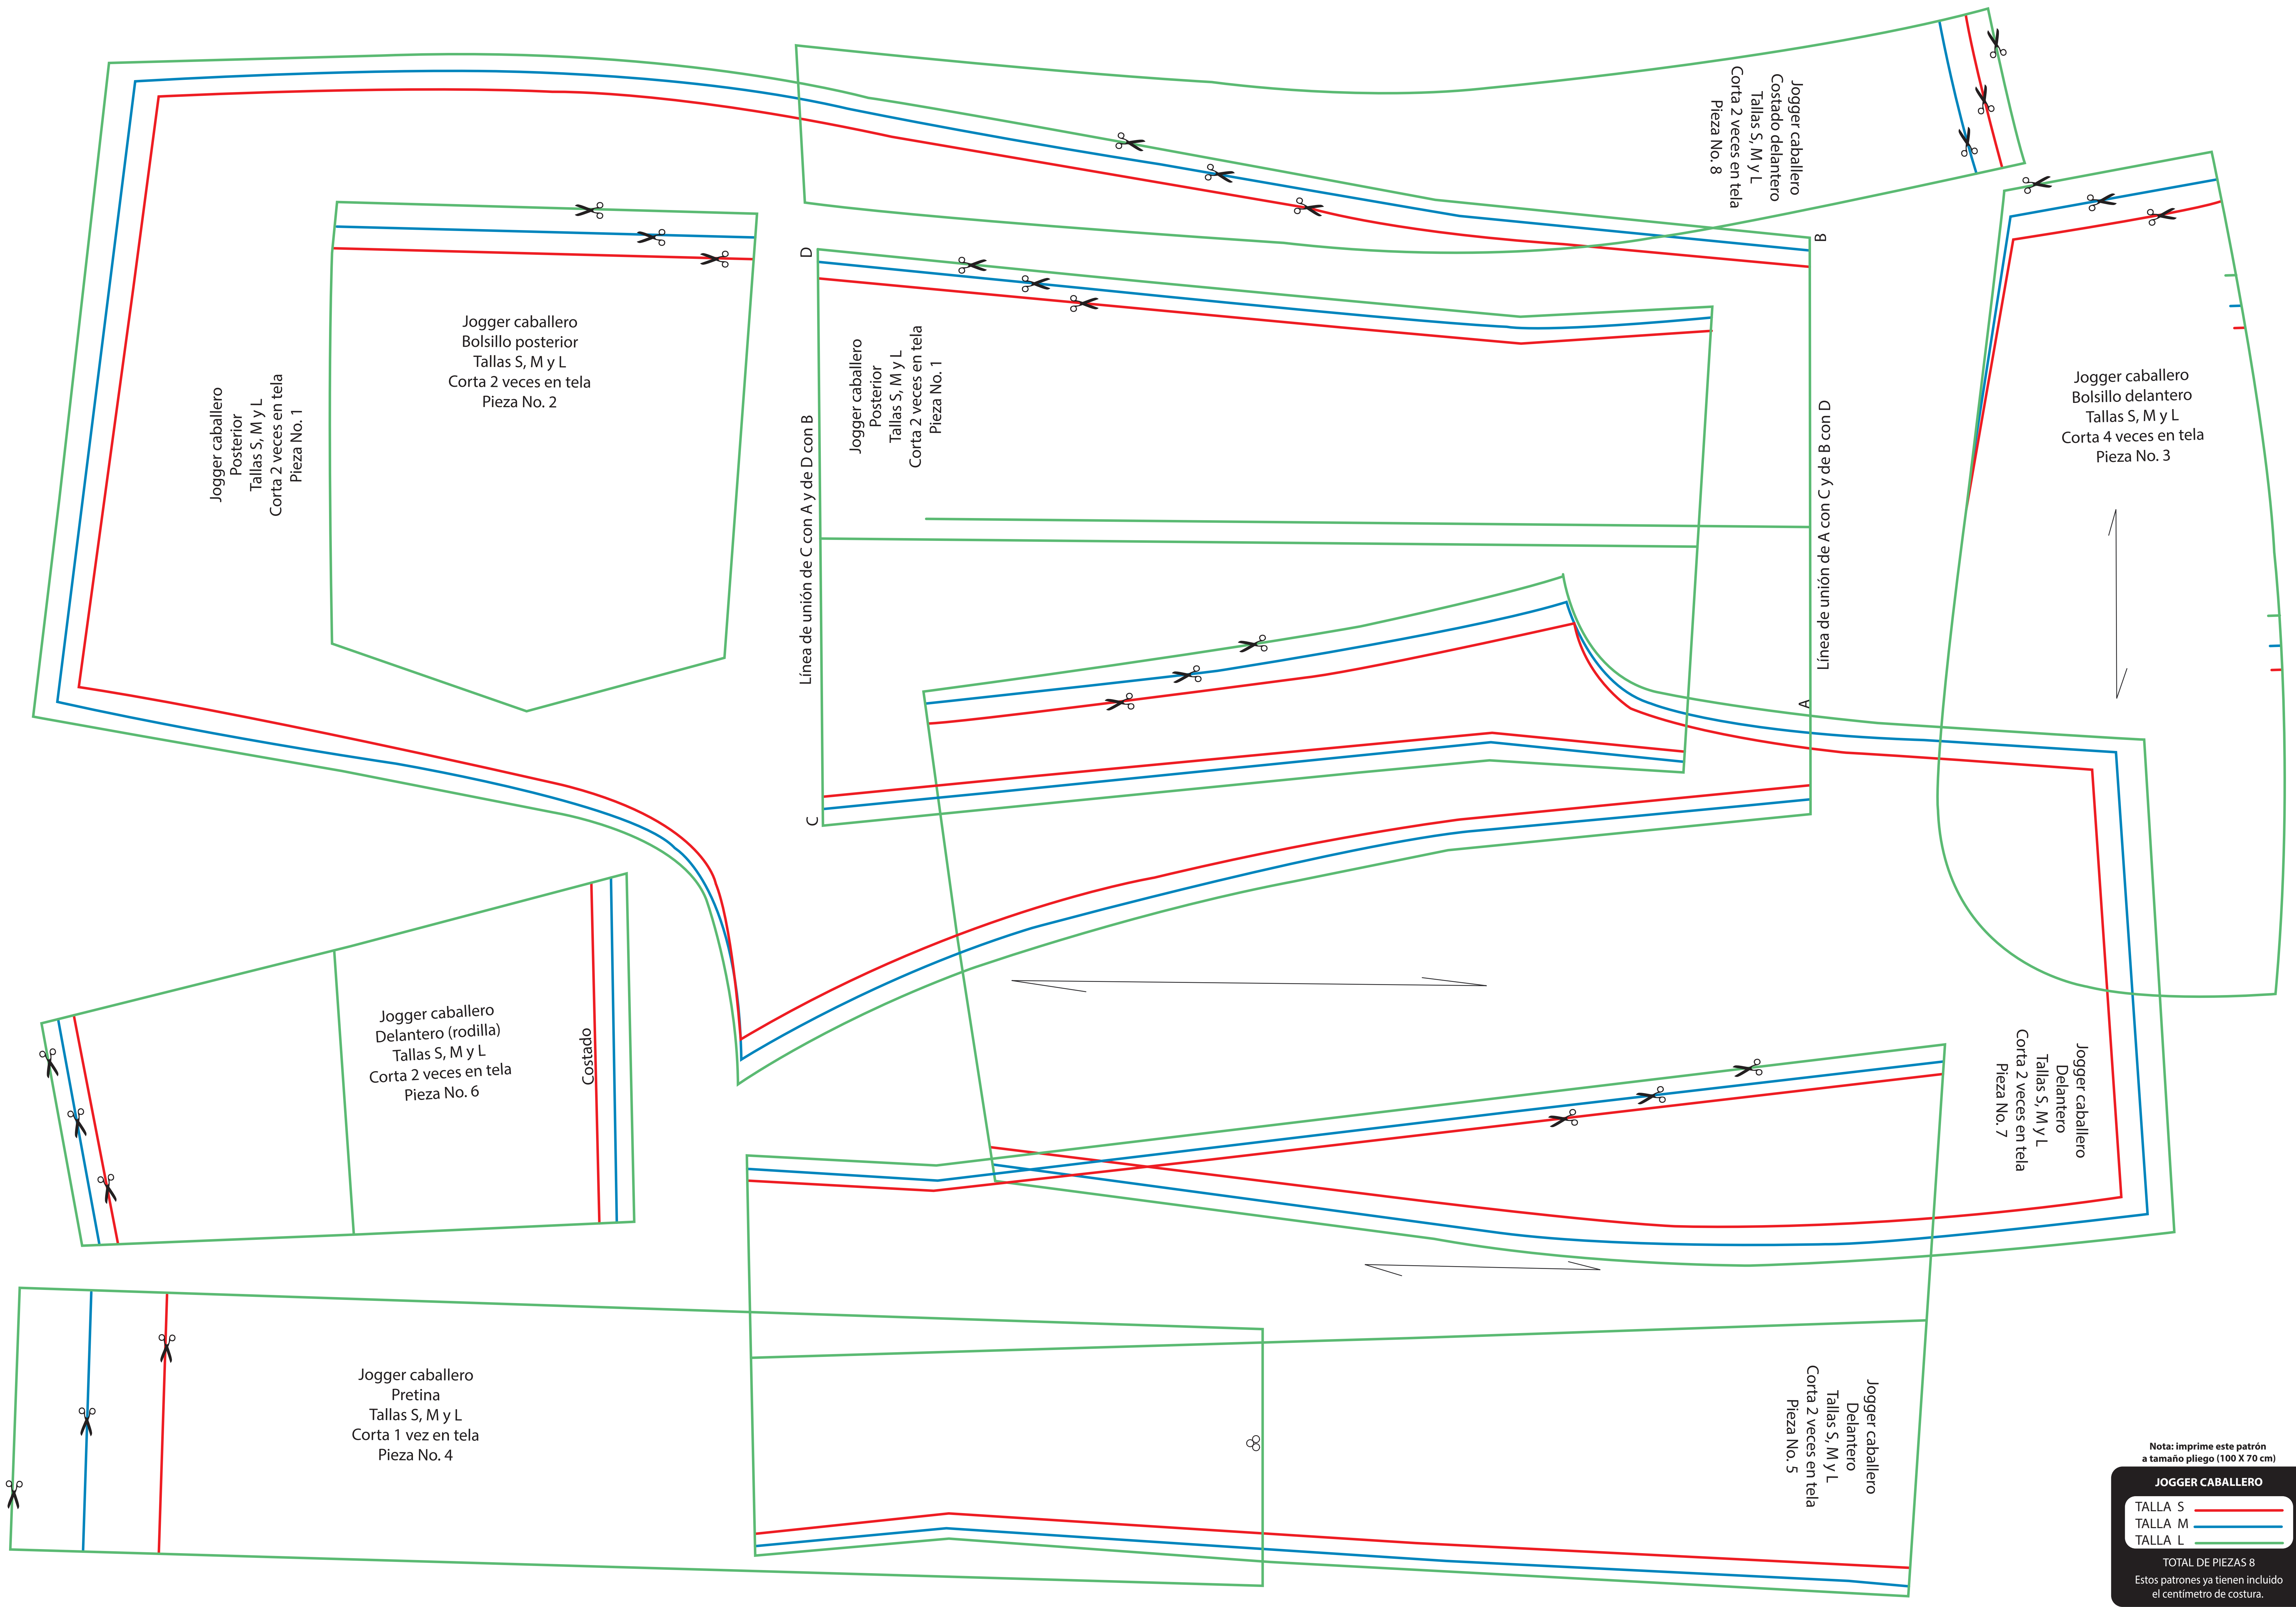 Jogger caballero
Costado delantero
Tallas S, M y L
Corta 2 veces en tela
Pieza No. 8
Jogger caballero
Posterior
Tallas S, M y L
Corta 2 veces en tela
Pieza No. 1
Jogger caballero
Bolsillo posterior
Tallas S, M y L
Corta 2 veces en tela
Pieza No. 2
D
Línea de unión de C con A y de D con B
C
Jogger caballero
Posterior
Tallas S, M y L
Corta 2 veces en tela
Pieza No. 1
B
Línea de unión de A con C y de B con D
A
Jogger caballero
Bolsillo delantero
Tallas S, M y L
Corta 4 veces en tela
Pieza No. 3
Jogger caballero
Delantero (rodilla)
Tallas S, M y L
Corta 2 veces en tela
Pieza No. 6
Costado
Jogger caballero
Delantero
Tallas S, M y L
Corta 2 veces en tela
Pieza No. 7
Jogger caballero
Pretina
Tallas S, M y L
Corta 1 vez en tela
Pieza No. 4
Jogger caballero
Delantero
Tallas S, M y L
Corta 2 veces en tela
Pieza No. 5
Nota: imprime este patrón
a tamaño pliego (100 X 70 cm)
JOGGER CABALLERO
TALLA S
TALLA M
TALLA L
TOTAL DE PIEZAS 8
Estos patrones ya tienen incluido
el centímetro de costura.